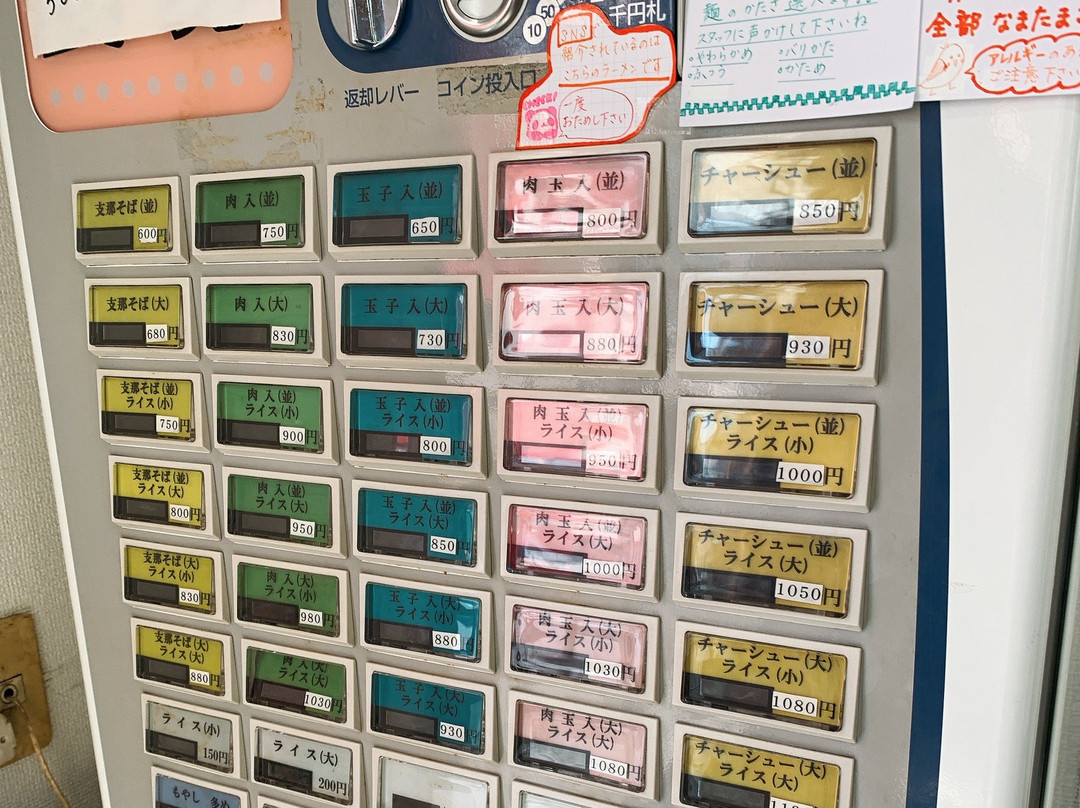 50
10
千円札
返却レバー
コイン投入口
SNS
紹介されているのは
こちらのラーメンです
一度
おためし下さい
麺のかたさ選べます
スタッフに声かけして下さいね
・やわらかめ ・バリかた
・ふつう ・かため
全部 なまたまご
アレルギーのあ
ご注意下さい
支那そば(並)
600円
肉入(並)
750円
玉子入(並)
650円
肉玉入(並)
800円
チャーシュー(並)
850円
支那そば(大)
680円
肉入(大)
830円
玉子入(大)
730円
肉玉入(大)
880円
チャーシュー(大)
930円
支那そば(並)
ライス(小)
750円
肉入(並)
ライス(小)
900円
玉子入(並)
ライス(小)
800円
肉玉入(並)
ライス(小)
950円
チャーシュー(並)
ライス(小)
1000円
支那そば(並)
ライス(大)
800円
肉入(並)
ライス(大)
950円
玉子入(並)
ライス(大)
850円
肉玉入(並)
ライス(大)
1000円
チャーシュー(並)
ライス(大)
1050円
支那そば(大)
ライス(小)
830円
肉入(大)
ライス(小)
980円
玉子入(大)
ライス(小)
880円
肉玉入(大)
ライス(小)
1030円
チャーシュー(大)
ライス(小)
1080円
支那そば(大)
ライス(大)
880円
肉入(大)
ライス(大)
1030円
玉子入(大)
ライス(大)
930円
肉玉入(大)
ライス(大)
1080円
チャーシュー(大)
ライス(大)
ライス(小)
150円
ライス(大)
200円
もやし 多め